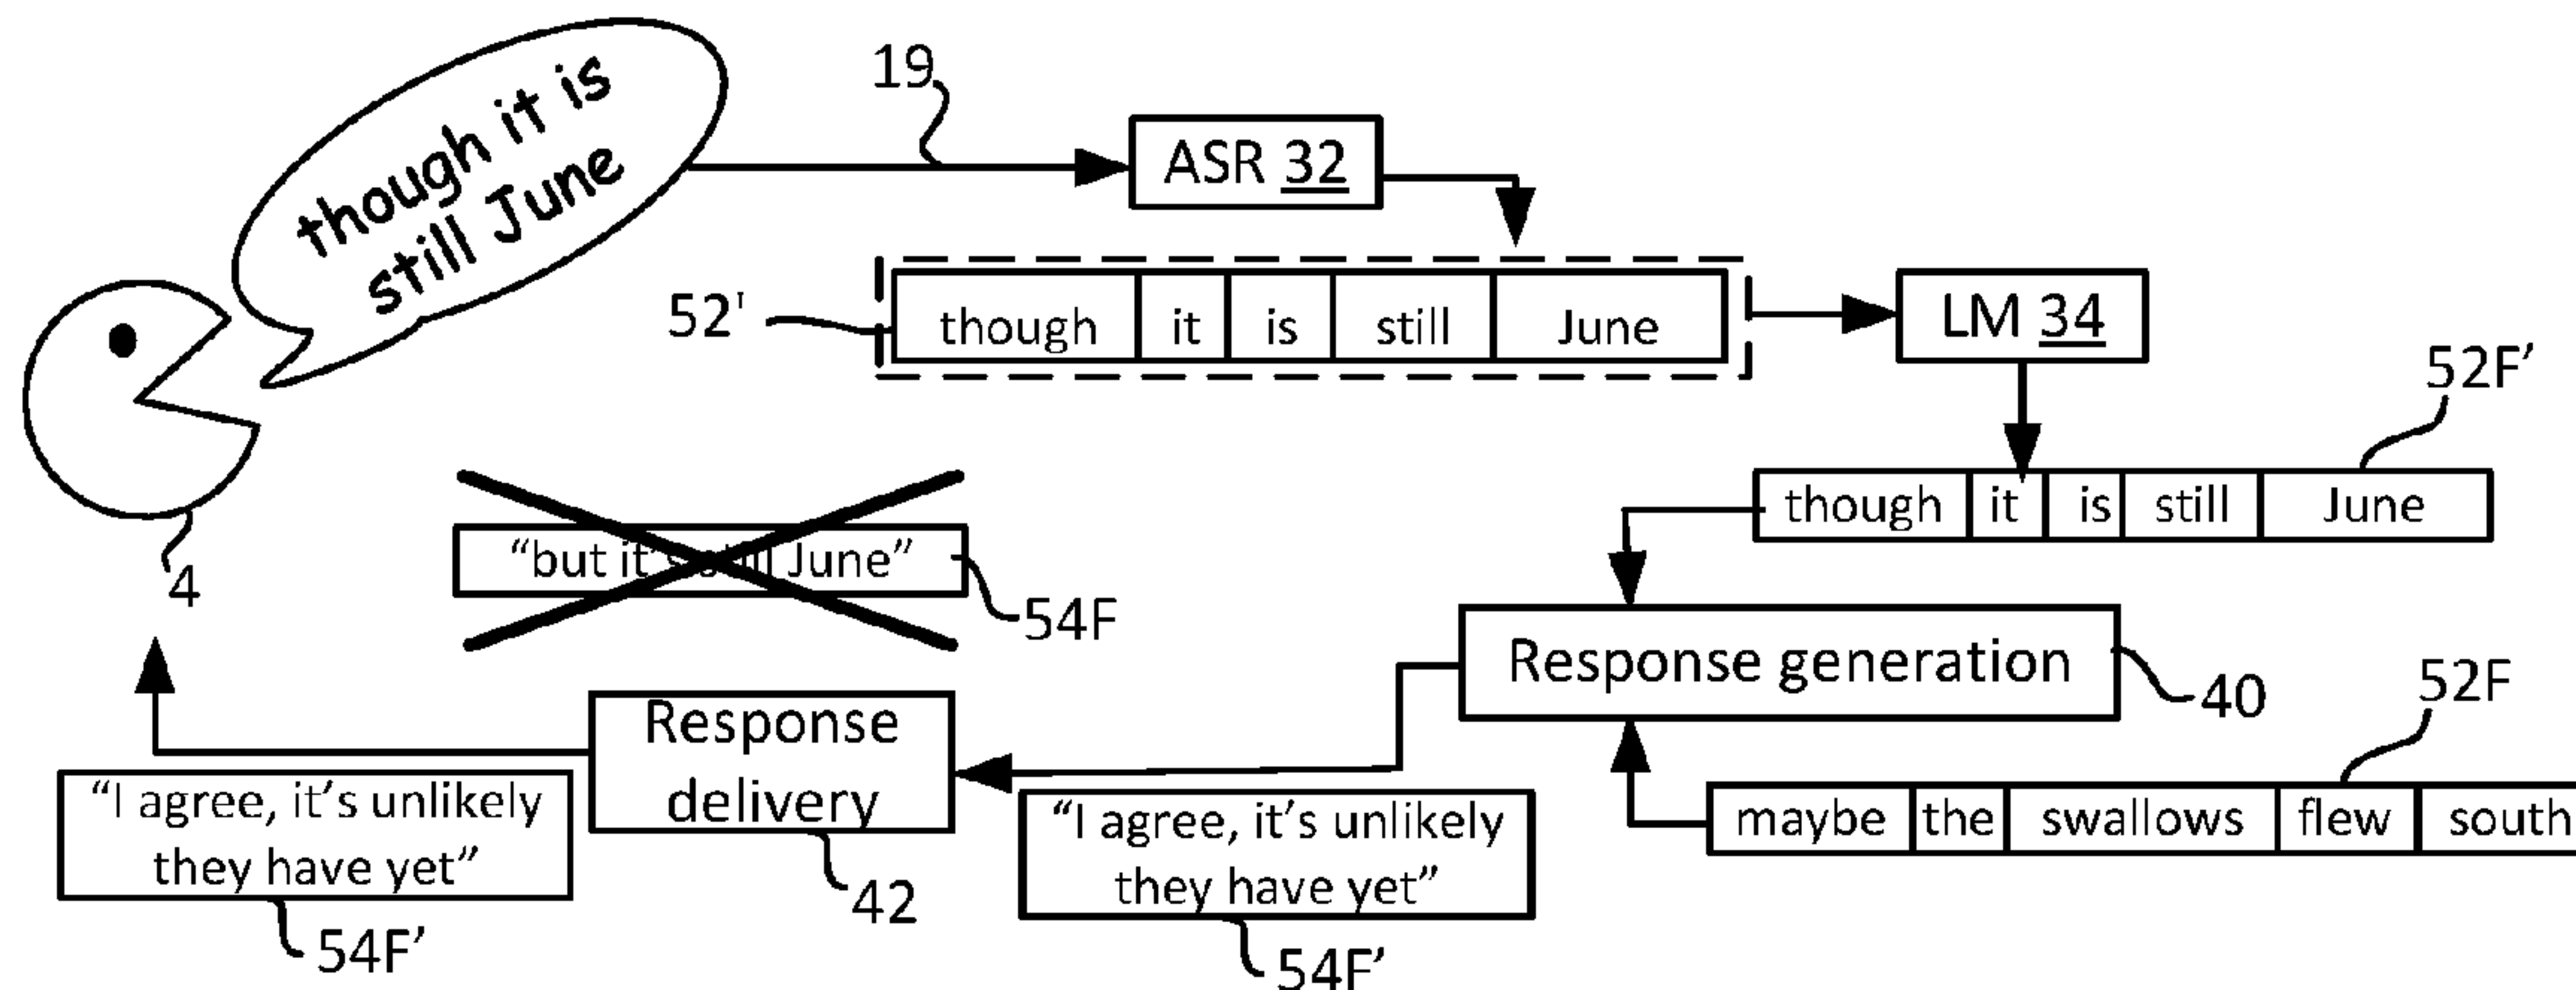 though it is
still June
19
ASR 32
52'
though it is still June
LM 34
52F’
though it is still June
“but it’s still June”
54F
4
Response generation
40
52F
maybe the swallows flew south
Response
delivery
42
“I agree, it’s unlikely
they have yet”
54F’
“I agree, it’s unlikely
they have yet”
54F’